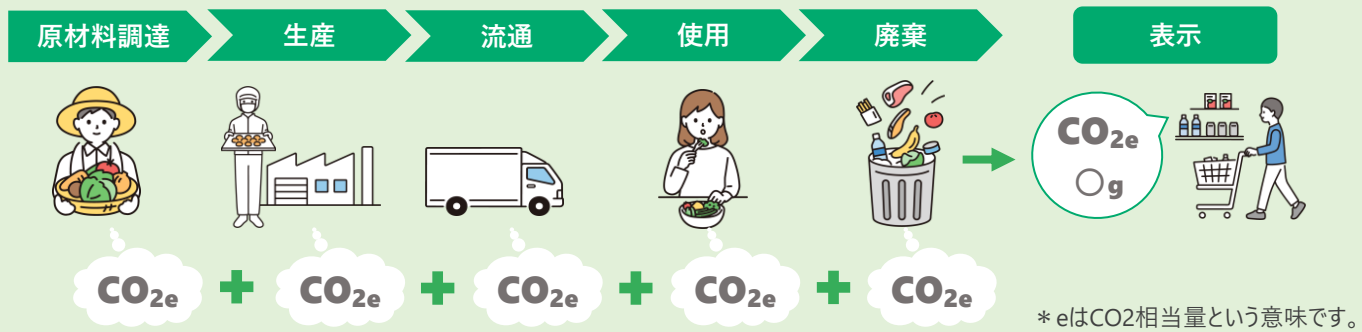 原材料調達
生産
流通
使用
廃棄
表示
CO2e
○g
CO2e + CO2e + CO2e + CO2e + CO2e
＊eはCO2相当量という意味です。